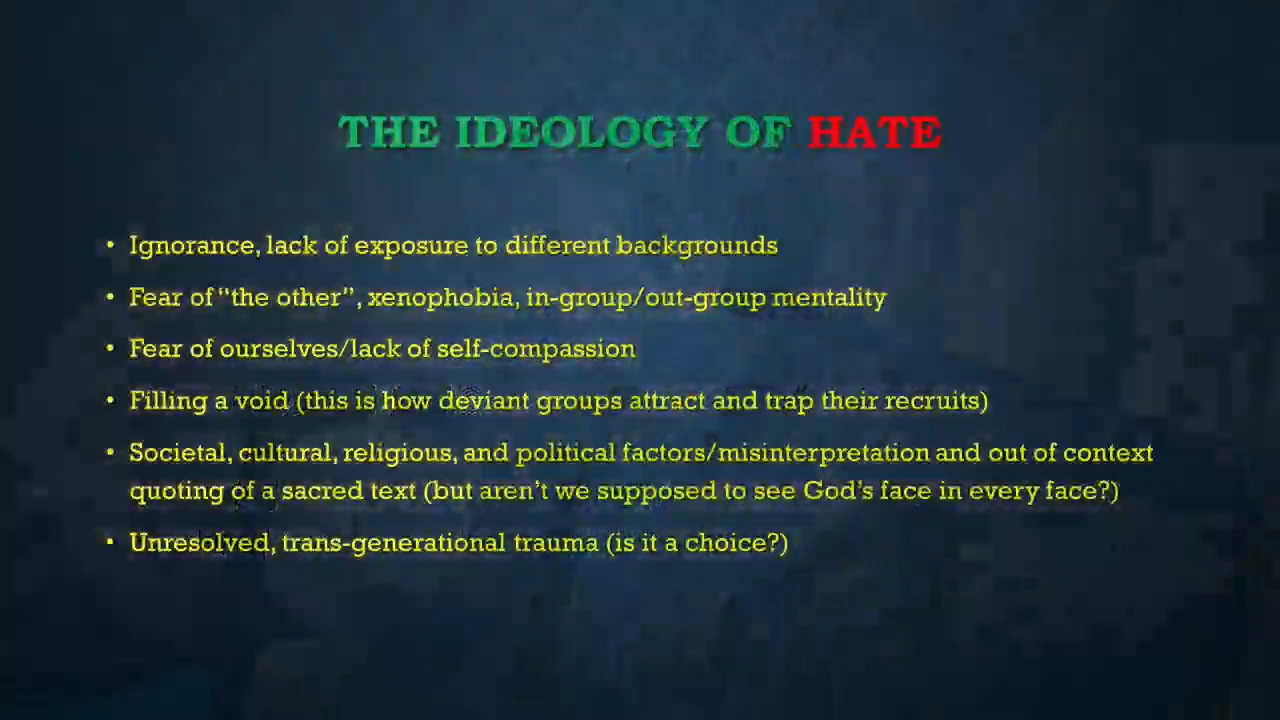 THE IDEOLOGY OF HATE
• Ignorance, lack of exposure to different backgrounds
• Fear of “the other”, xenophobia, in-group/out-group mentality
• Fear of ourselves/lack of self-compassion
• Filling a void (this is how deviant groups attract and trap their recruits)
• Societal, cultural, religious, and political factors/misinterpretation and out of context
quoting of a sacred text (but aren’t we supposed to see God’s face in every face?)
• Unresolved, trans-generational trauma (is it a choice?)